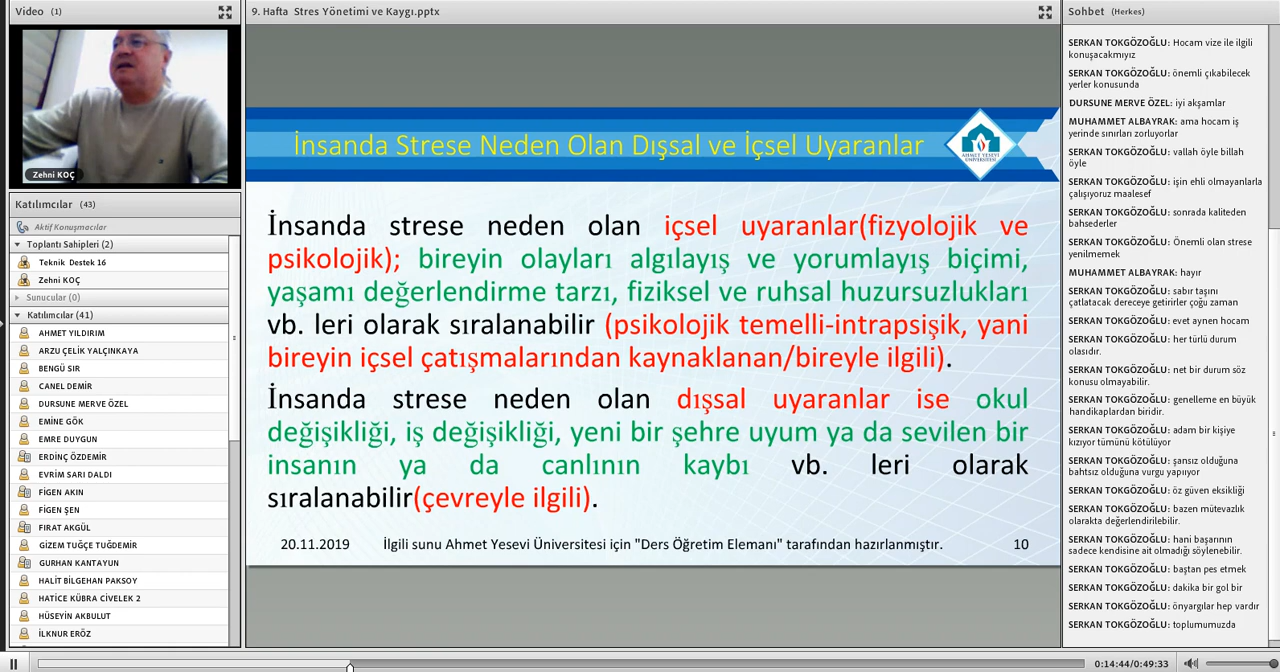 Video (1)
Zehni KOÇ
Katılımcılar (43)
Aktif Konuşmacılar
Toplantı Sahipleri (2)
Teknik Destek 16
Zehni KOÇ
Sunucular (0)
Katılımcılar (41)
AHMET YILDIRIM
ARZU ÇELİK YALÇINKAYA
BENGÜ SIR
CANEL DEMİR
DURSUNE MERVE ÖZEL
EMİNE GÖK
EMRE DUYGUN
ERDİNÇ ÖZDEMİR
EVRİM SARI DALDI
FİGEN AKIN
FİGEN ŞEN
FIRAT AKGÜL
GİZEM TUĞÇE TUĞDEMİR
GURHAN KANTAYUN
HALİT BİLGEHAN PAKSOY
HATİCE KÜBRA CİVELEK 2
HÜSEYİN AKBULUT
İLKNUR ERÖZ
9. Hafta Stres Yönetimi ve Kaygı.pptx
İnsanda Strese Neden Olan Dışsal ve İçsel Uyaranlar
AHMET YESEVİ
ÜNİVERSİTESİ
İnsanda strese neden olan içsel uyaranlar(fizyolojik ve
psikolojik); bireyin olayları algılayış ve yorumlayış biçimi,
yaşamı değerlendirme tarzı, fiziksel ve ruhsal huzursuzlukları
vb. leri olarak sıralanabilir (psikolojik temelli-intrapsişik, yani
bireyin içsel çatışmalarından kaynaklanan/bireyle ilgili).
İnsanda strese neden olan dışsal uyaranlar ise okul
değişikliği, iş değişikliği, yeni bir şehre uyum ya da sevilen bir
insanın ya da canlının kaybı vb. leri olarak
sıralanabilir(çevreyle ilgili).
20.11.2019 İlgili sunu Ahmet Yesevi Üniversitesi için "Ders Öğretim Elemanı" tarafından hazırlanmıştır. 10
Sohbet (Herkes)
SERKAN TOKGÖZOĞLU: Hocam vize ile ilgili
konuşacakmıyız
SERKAN TOKGÖZOĞLU: önemli çıkabilecek
yerler konusunda
DURSUNE MERVE ÖZEL: iyi akşamlar
MUHAMMET ALBAYRAK: ama hocam iş
yerinde sınırları zorluyorlar
SERKAN TOKGÖZOĞLU: vallah öyle billah
öyle
SERKAN TOKGÖZOĞLU: işin ehli olmayanlarla
çalışıyoruz maalesef
SERKAN TOKGÖZOĞLU: sonrada kaliteden
bahsederler
SERKAN TOKGÖZOĞLU: Önemli olan strese
yenilmemek
MUHAMMET ALBAYRAK: hayır
SERKAN TOKGÖZOĞLU: sabır taşını
çatlatacak dereceye getirirler çoğu zaman
SERKAN TOKGÖZOĞLU: evet aynen hocam
SERKAN TOKGÖZOĞLU: her türlü durum
olasıdır.
SERKAN TOKGÖZOĞLU: net bir durum söz
konusu olmayabilir.
SERKAN TOKGÖZOĞLU: genelleme en büyük
handikaplardan biridir.
SERKAN TOKGÖZOĞLU: adam bir kişiye
kızıyor tümünü kötülüyor
SERKAN TOKGÖZOĞLU: şansız olduğuna
bahtsız olduğuna vurgu yapıyor
SERKAN TOKGÖZOĞLU: öz güven eksikliği
SERKAN TOKGÖZOĞLU: bazen mütevazlık
olarakta değerlendirilebilir.
SERKAN TOKGÖZOĞLU: hani başarının
sadece kendisine ait olmadığı söylenebilir.
SERKAN TOKGÖZOĞLU: baştan pes etmek
SERKAN TOKGÖZOĞLU: dakika bir gol bir
SERKAN TOKGÖZOĞLU: önyargılar hep vardır
SERKAN TOKGÖZOĞLU: toplumumuzda
0:14:44/0:49:33